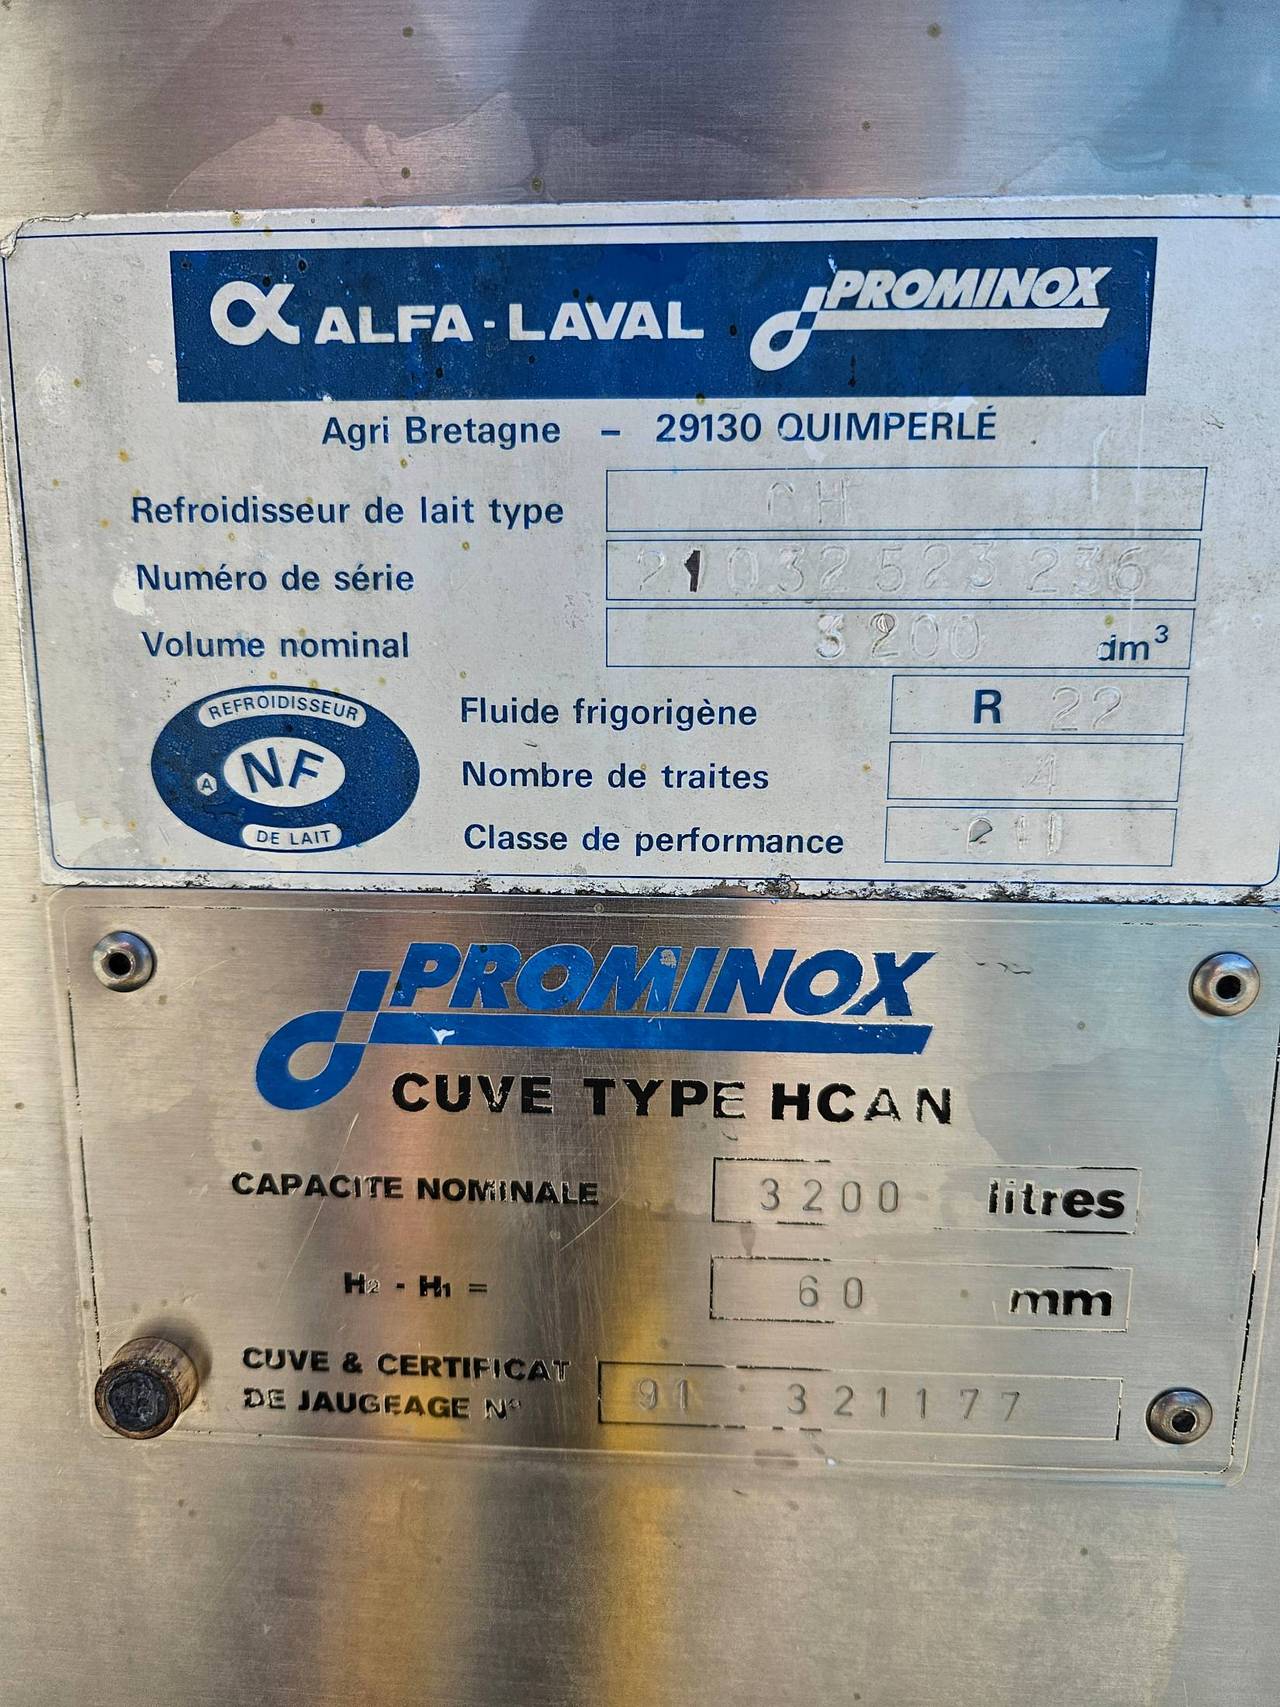 α ALFA-LAVAL PROMINOX
Agri Bretagne – 29130 QUIMPERLÉ
Refroidisseur de lait type CH
Numéro de série 21032523236
Volume nominal 3200 dm³
REFROIDISSEUR
A NF
DE LAIT
Fluide frigorigène R 22
Nombre de traites 4
Classe de performance
PROMINOX
CUVE TYPE HCAN
CAPACITE NOMINALE 3200 litres
H2 - H1 = 60 mm
CUVE & CERTIFICAT
DE JAUGEAGE N° 91 321177